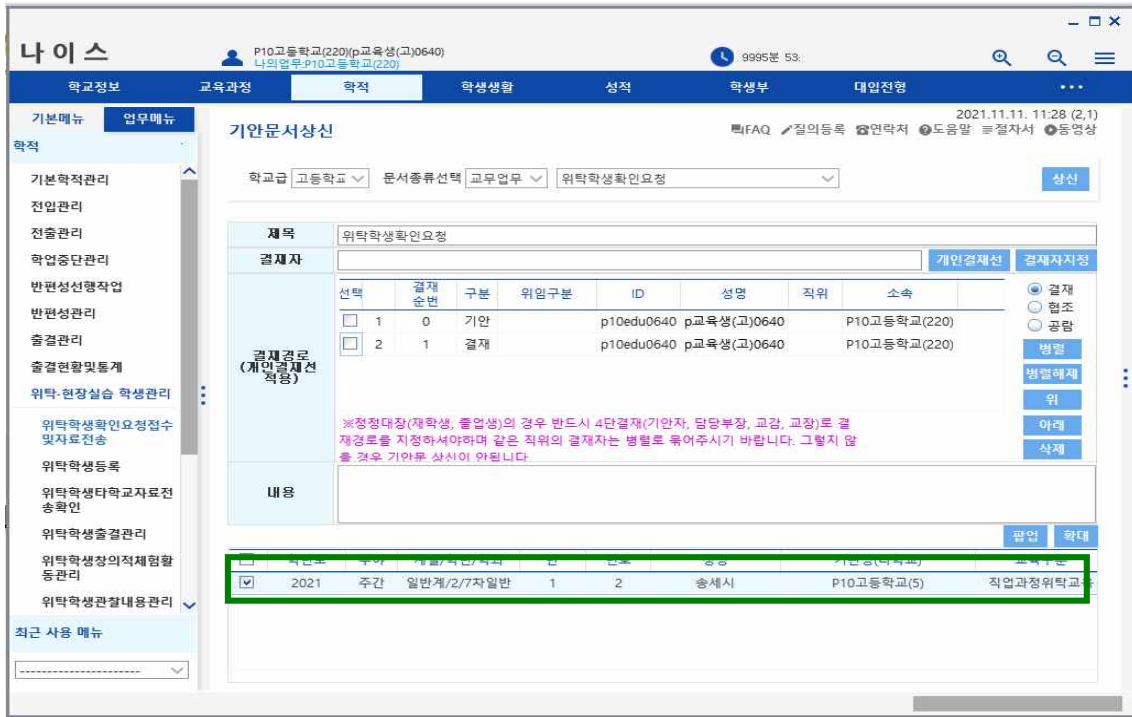 나이스
P10고등학교(220)(p교육생(고)0640)
나의업무:P10고등학교(220)
9995분 53:
학교정보 교육과정 학적 학생생활 성적 학생부 대입전형
기본메뉴 업무메뉴
학적
기본학적관리
전입관리
전출관리
학업중단관리
반편성선행작업
반편성관리
출결관리
출결현황및통계
위탁·현장실습 학생관리
위탁학생확인요청접수
및자료전송
위탁학생등록
위탁학생타학교자료전
송확인
위탁학생출결관리
위탁학생창의적체험활
동관리
위탁학생관찰내용관리
최근 사용 메뉴
----------------------
2021.11.11. 11:28 (2,1)
기안문서상신
FAQ 질의등록 연락처 도움말 절차서 동영상
학교급 고등학교 문서종류선택 교무업무 위탁학생확인요청 상신
제목 위탁학생확인요청
결재자 개인결재선 결재자지정
결재경로
(개인결재선
적용)
선택 결재
순번 구분 위임구분 ID 성명 직위 소속
1 0 기안 p10edu0640 p교육생(고)0640 P10고등학교(220)
2 1 결재 p10edu0640 p교육생(고)0640 P10고등학교(220)
※정정대장(재학생, 졸업생)의 경우 반드시 4단결재(기안자, 담당부장, 교감, 교장)로 결
재경로를 지정하셔야하며 같은 직위의 결재자는 병렬로 묶어주시기 바랍니다. 그렇지 않
을 경우 기안문 상신이 안됩니다
결재
협조
공람
병렬
병렬해제
위
아래
삭제
내용
팝업 확대
2021 주간 일반계/2/7차일반 1 2 송세시 P10고등학교(5) 직업과정위탁교육